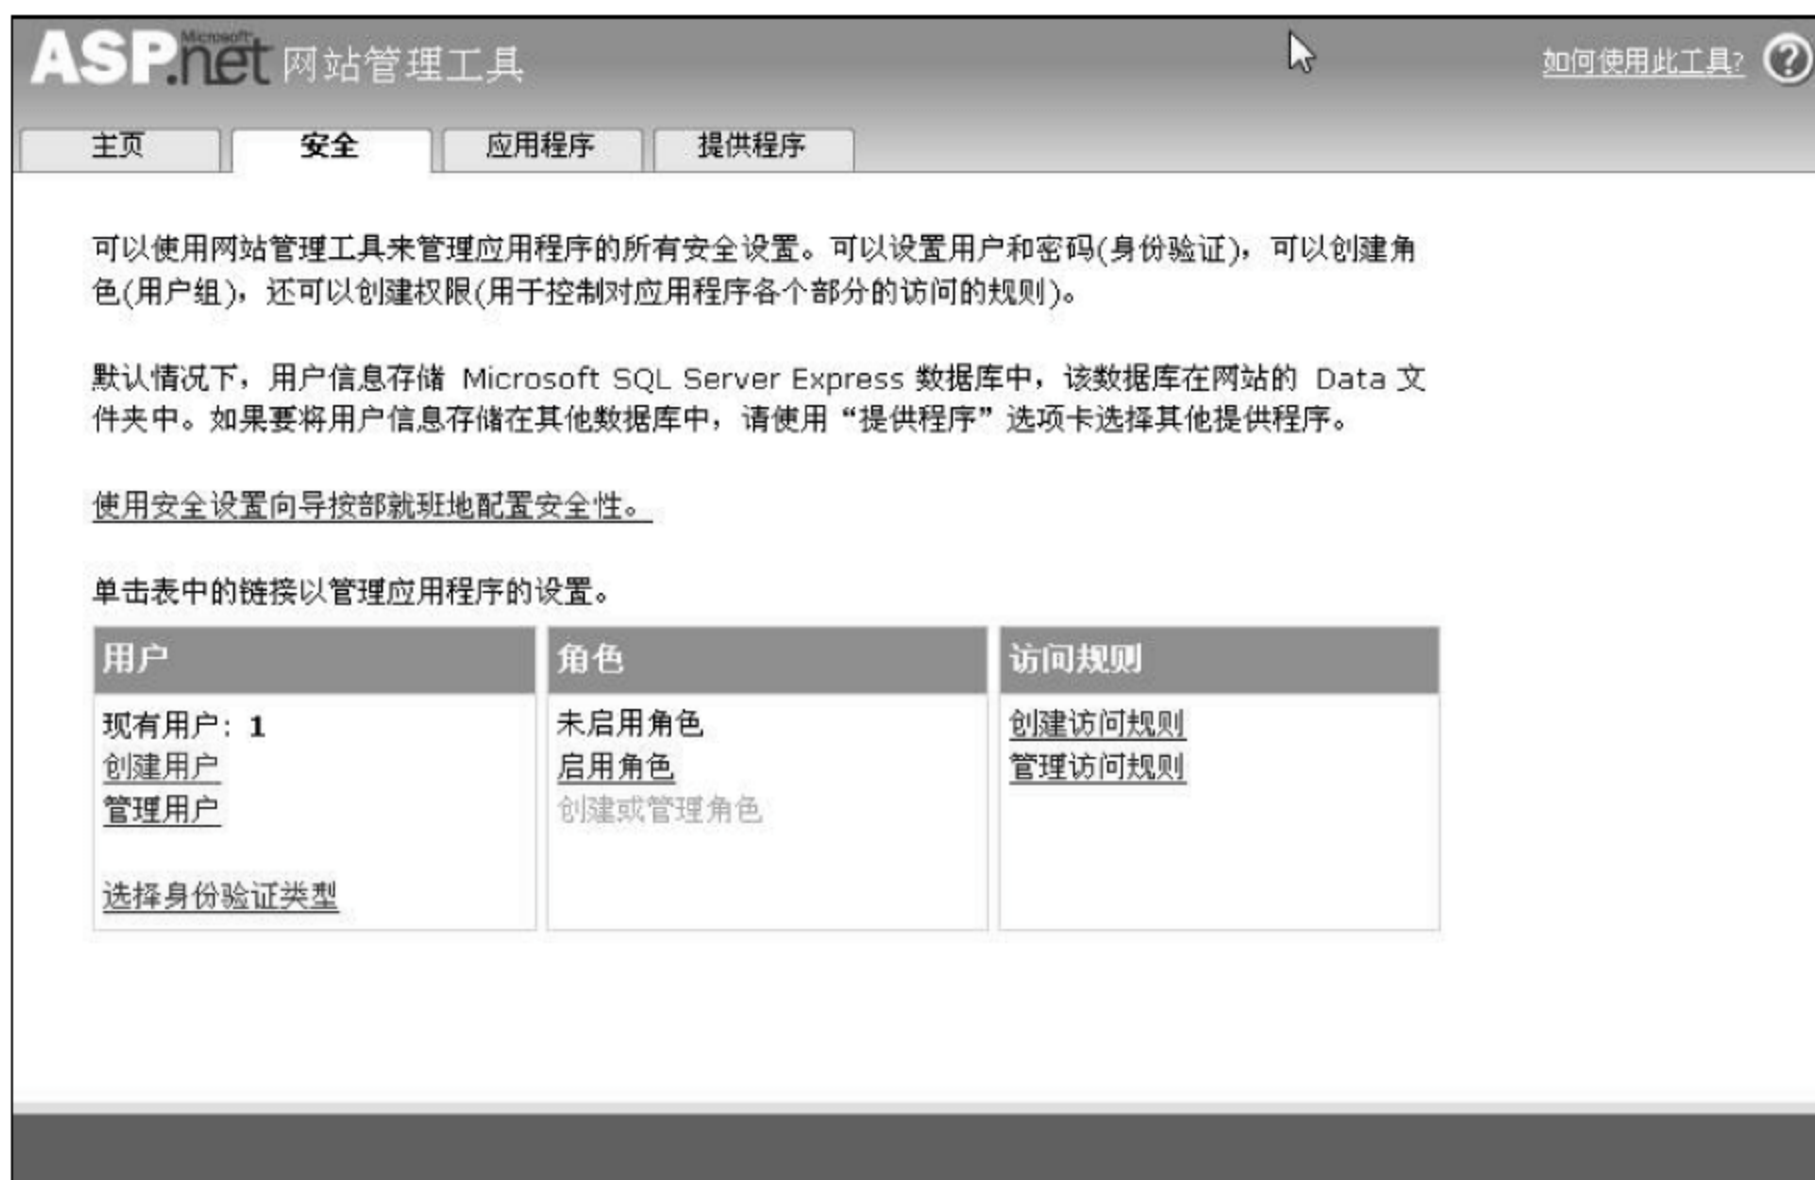 ASP.net Microsoft 网站管理工具
如何使用此工具? ?
主页 安全 应用程序 提供程序
可以使用网站管理工具来管理应用程序的所有安全设置。可以设置用户和密码(身份验证)，可以创建角
色(用户组)，还可以创建权限(用于控制对应用程序各个部分的访问的规则)。
默认情况下，用户信息存储 Microsoft SQL Server Express 数据库中，该数据库在网站的 Data 文
件夹中。如果要将用户信息存储在其他数据库中，请使用“提供程序”选项卡选择其他提供程序。
使用安全设置向导按部就班地配置安全性。
单击表中的链接以管理应用程序的设置。
用户
现有用户: 1
创建用户
管理用户
选择身份验证类型
角色
未启用角色
启用角色
创建或管理角色
访问规则
创建访问规则
管理访问规则